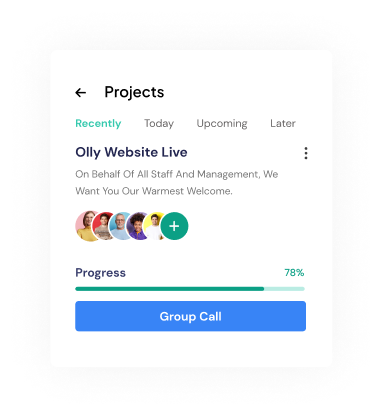 Projects
Recently Today Upcoming Later
Olly Website Live
On Behalf Of All Staff And Management, We
Want You Our Warmest Welcome.
+
Progress 78%
Group Call